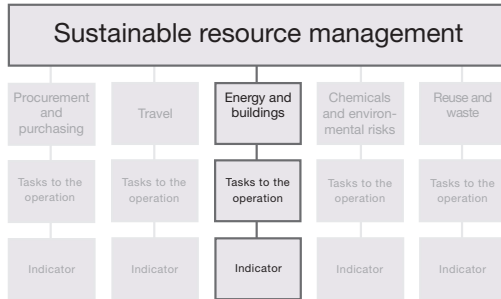 Sustainable resource management
Procurement
and
purchasing
Travel
Energy and
buildings
Chemicals
and environ-
mental risks
Reuse and
waste
Tasks to the
operation
Tasks to the
operation
Tasks to the
operation
Tasks to the
operation
Tasks to the
operation
Indicator
Indicator
Indicator
Indicator
Indicator